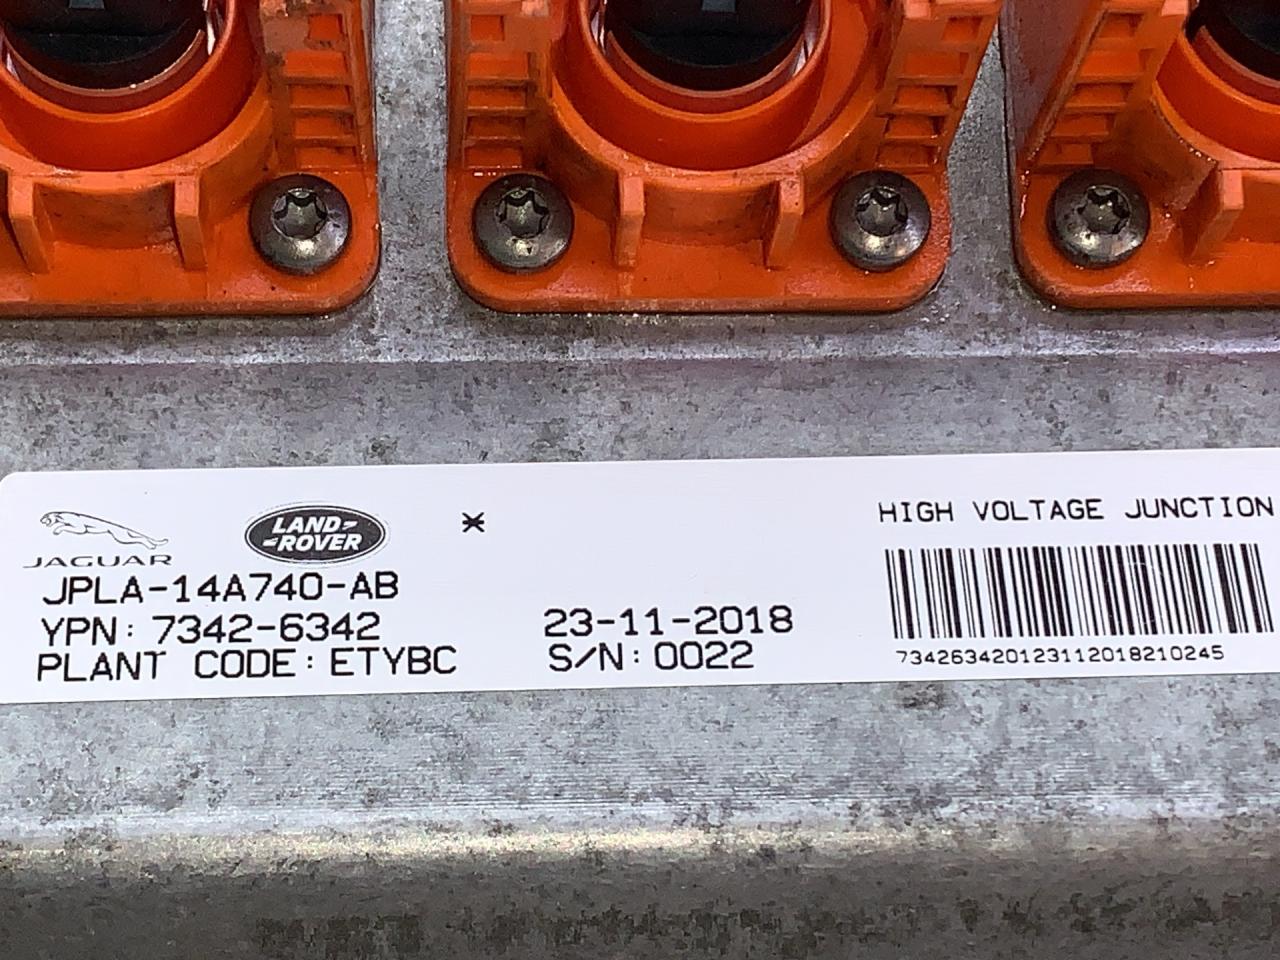 JAGUAR
LAND-
-ROVER
*
JPLA-14A740-AB
YPN: 7342-6342
PLANT CODE: ETYBC
23-11-2018
S/N: 0022
HIGH VOLTAGE JUNCTION
734263420123112018210245